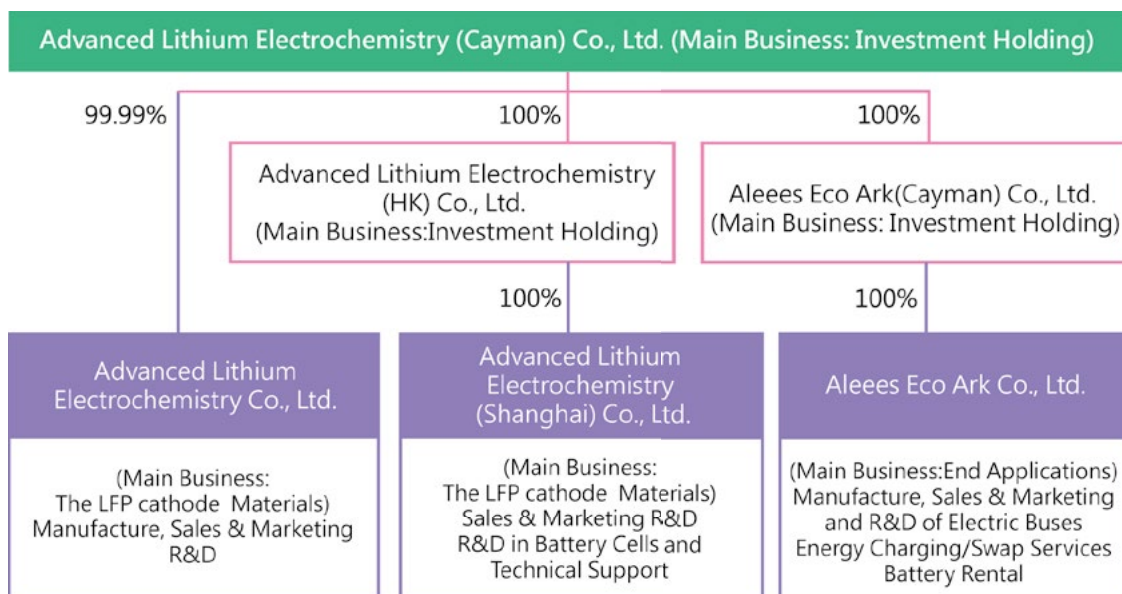 Advanced Lithium Electrochemistry (Cayman) Co., Ltd. (Main Business: Investment Holding)
99.99%
100%
100%
Advanced Lithium Electrochemistry
(HK) Co., Ltd.
(Main Business:Investment Holding)
Aleees Eco Ark(Cayman) Co., Ltd.
(Main Business: Investment Holding)
100%
100%
Advanced Lithium
Electrochemistry Co., Ltd.
(Main Business:
The LFP cathode Materials)
Manufacture, Sales & Marketing
R&D
Advanced Lithium
Electrochemistry
(Shanghai) Co., Ltd.
(Main Business:
The LFP cathode Materials)
Sales & Marketing R&D
R&D in Battery Cells and
Technical Support
Aleees Eco Ark Co., Ltd.
(Main Business:End Applications)
Manufacture, Sales & Marketing
and R&D of Electric Buses
Energy Charging/Swap Services
Battery Rental